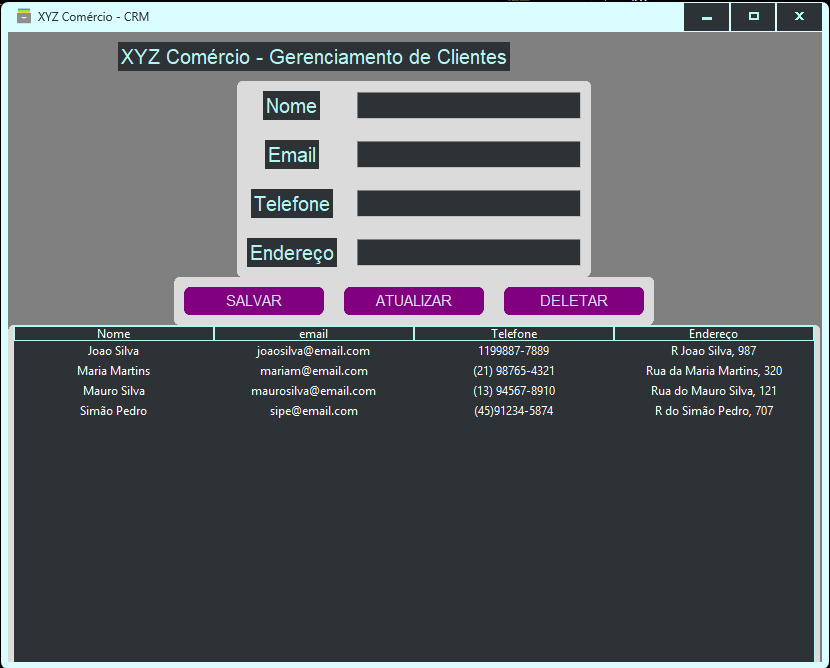 XYZ Comércio - CRM
XYZ Comércio - Gerenciamento de Clientes
Nome
Email
Telefone
Endereço
SALVAR ATUALIZAR DELETAR
Nome email Telefone Endereço
Joao Silva joaosilva@email.com 1199887-7889 R Joao Silva, 987
Maria Martins mariam@email.com (21) 98765-4321 Rua da Maria Martins, 320
Mauro Silva maurosilva@email.com (13) 94567-8910 Rua do Mauro Silva, 121
Simão Pedro sipe@email.com (45)91234-5874 R do Simão Pedro, 707